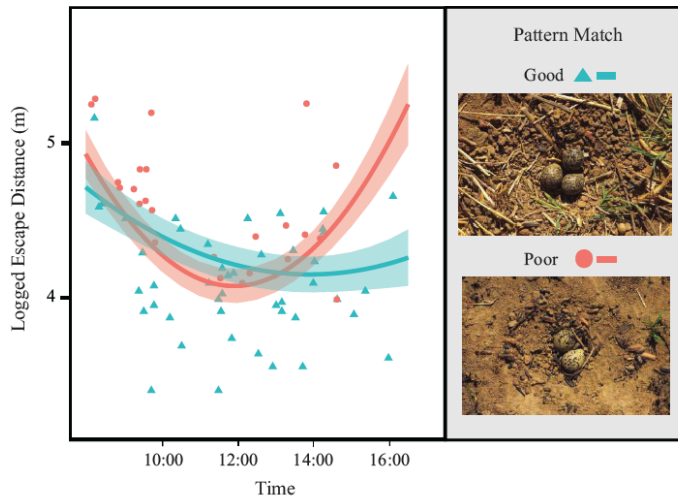 Logged Escape Distance (m)
5
4
10:00 12:00 14:00 16:00
Time
Pattern Match
Good
Poor